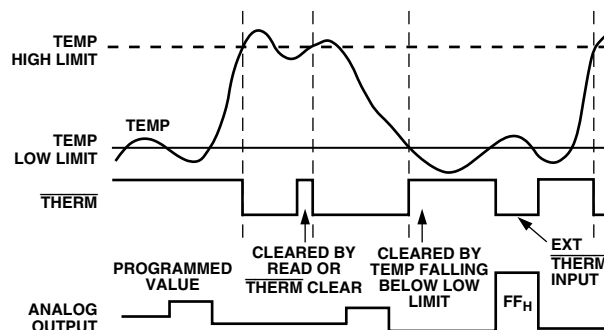 TEMP
HIGH LIMIT
TEMP
TEMP
LOW LIMIT
THERM
CLEARED BY
READ OR
THERM CLEAR
CLEARED BY
TEMP FALLING
BELOW LOW
LIMIT
EXT
THERM
INPUT
PROGRAMMED
VALUE
FFH
ANALOG
OUTPUT